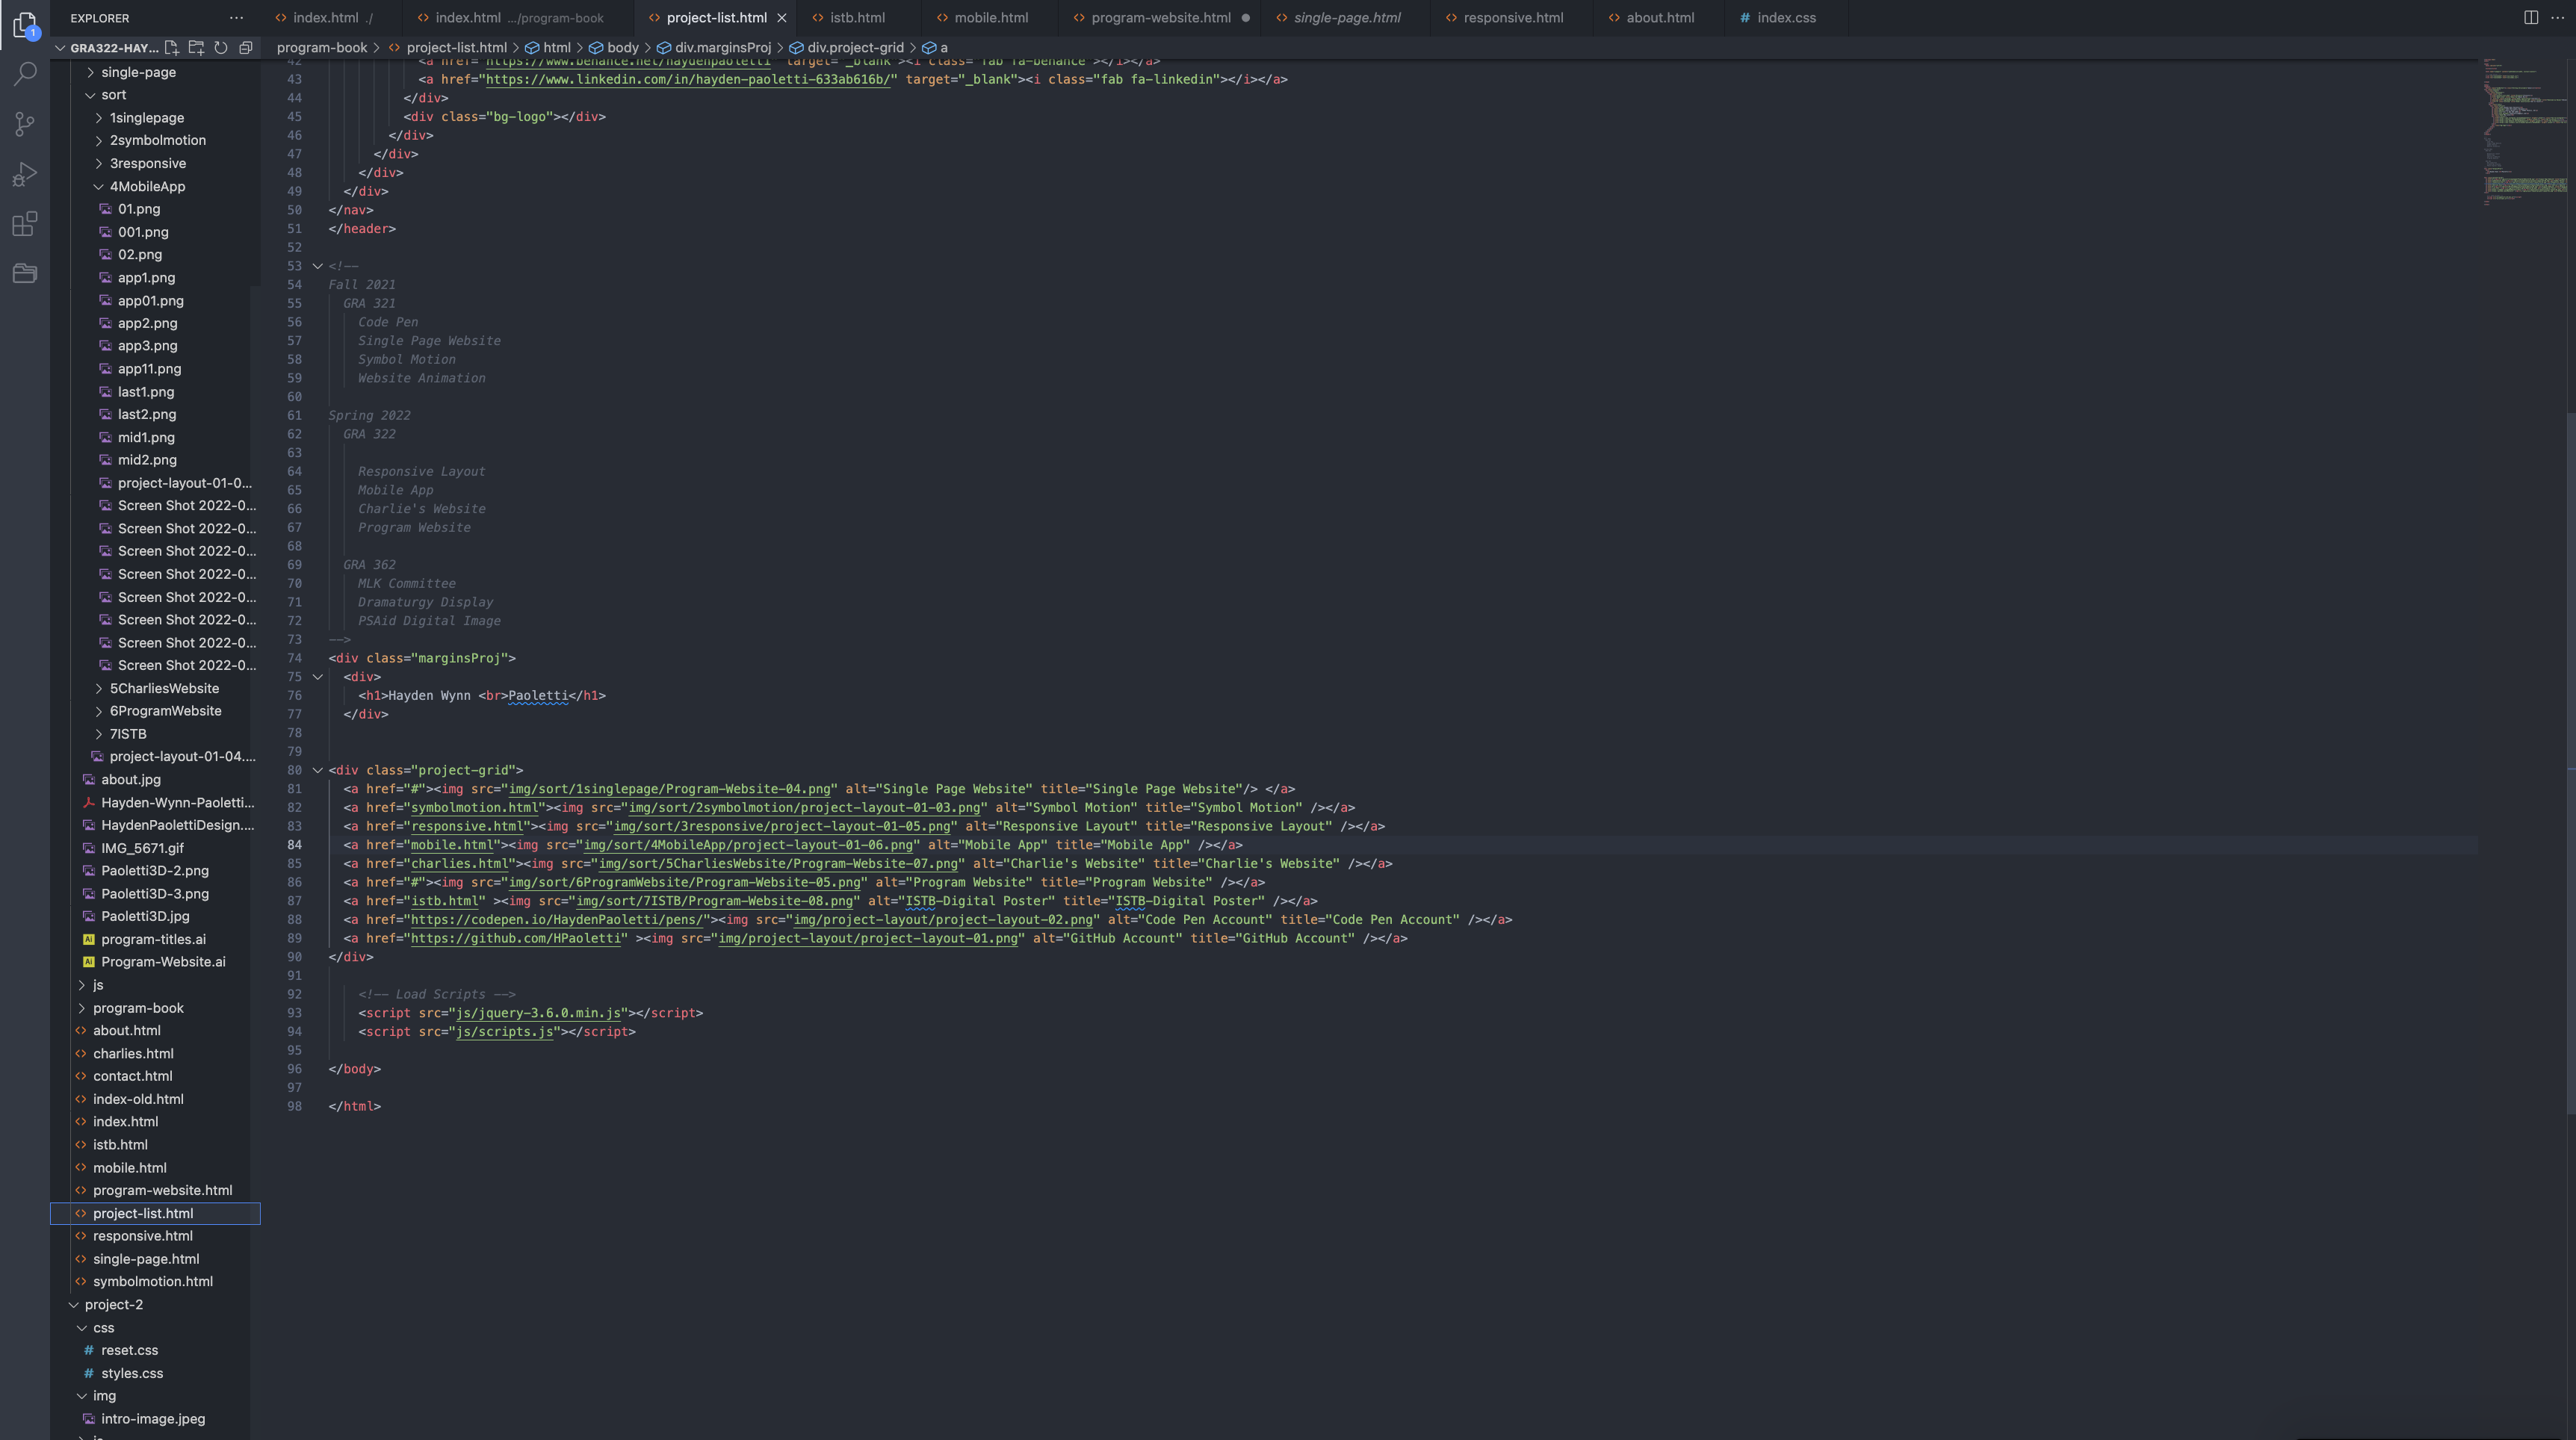 EXPLORER
index.html ./
index.html .../program-book
project-list.html
istb.html
mobile.html
program-website.html
single-page.html
responsive.html
about.html
# index.css
1
GRA322-HAY...
program-book > project-list.html > html > body > div.marginsProj > div.project-grid > a
single-page
sort
1singlepage
2symbolmotion
3responsive
4MobileApp
01.png
001.png
02.png
app1.png
app01.png
app2.png
app3.png
app11.png
last1.png
last2.png
mid1.png
mid2.png
project-layout-01-0...
Screen Shot 2022-0...
Screen Shot 2022-0...
Screen Shot 2022-0...
Screen Shot 2022-0...
Screen Shot 2022-0...
Screen Shot 2022-0...
Screen Shot 2022-0...
Screen Shot 2022-0...
5CharliesWebsite
6ProgramWebsite
7ISTB
project-layout-01-04....
about.jpg
Hayden-Wynn-Paoletti...
HaydenPaolettiDesign....
IMG_5671.gif
Paoletti3D-2.png
Paoletti3D-3.png
Paoletti3D.jpg
Ai program-titles.ai
Ai Program-Website.ai
js
program-book
about.html
charlies.html
contact.html
index-old.html
index.html
istb.html
mobile.html
program-website.html
project-list.html
responsive.html
single-page.html
symbolmotion.html
project-2
css
# reset.css
# styles.css
img
intro-image.jpeg
42 <a href="https://www.behance.net/haydenpaoletti" target="_blank"><i class="fab fa-behance"></i></a>
43 <a href="https://www.linkedin.com/in/hayden-paoletti-633ab616b/" target="_blank"><i class="fab fa-linkedin"></i></a>
44 </div>
45 <div class="bg-logo"></div>
46 </div>
47 </div>
48 </div>
49 </div>
50 </nav>
51 </header>
52
53 <!--
54 Fall 2021
55 GRA 321
56 Code Pen
57 Single Page Website
58 Symbol Motion
59 Website Animation
60
61 Spring 2022
62 GRA 322
63
64 Responsive Layout
65 Mobile App
66 Charlie's Website
67 Program Website
68
69 GRA 362
70 MLK Committee
71 Dramaturgy Display
72 PSAid Digital Image
73 -->
74 <div class="marginsProj">
75 <div>
76 <h1>Hayden Wynn <br>Paoletti</h1>
77 </div>
78
79
80 <div class="project-grid">
81 <a href="#"><img src="img/sort/1singlepage/Program-Website-04.png" alt="Single Page Website" title="Single Page Website"/> </a>
82 <a href="symbolmotion.html"><img src="img/sort/2symbolmotion/project-layout-01-03.png" alt="Symbol Motion" title="Symbol Motion" /></a>
83 <a href="responsive.html"><img src="img/sort/3responsive/project-layout-01-05.png" alt="Responsive Layout" title="Responsive Layout" /></a>
84 <a href="mobile.html"><img src="img/sort/4MobileApp/project-layout-01-06.png" alt="Mobile App" title="Mobile App" /></a>
85 <a href="charlies.html"><img src="img/sort/5CharliesWebsite/Program-Website-07.png" alt="Charlie's Website" title="Charlie's Website" /></a>
86 <a href="#"><img src="img/sort/6ProgramWebsite/Program-Website-05.png" alt="Program Website" title="Program Website" /></a>
87 <a href="istb.html" ><img src="img/sort/7ISTB/Program-Website-08.png" alt="ISTB-Digital Poster" title="ISTB-Digital Poster" /></a>
88 <a href="https://codepen.io/HaydenPaoletti/pens/"><img src="img/project-layout/project-layout-02.png" alt="Code Pen Account" title="Code Pen Account" /></a>
89 <a href="https://github.com/HPaoletti" ><img src="img/project-layout/project-layout-01.png" alt="GitHub Account" title="GitHub Account" /></a>
90 </div>
91
92 <!-- Load Scripts -->
93 <script src="js/jquery-3.6.0.min.js"></script>
94 <script src="js/scripts.js"></script>
95
96 </body>
97
98 </html>